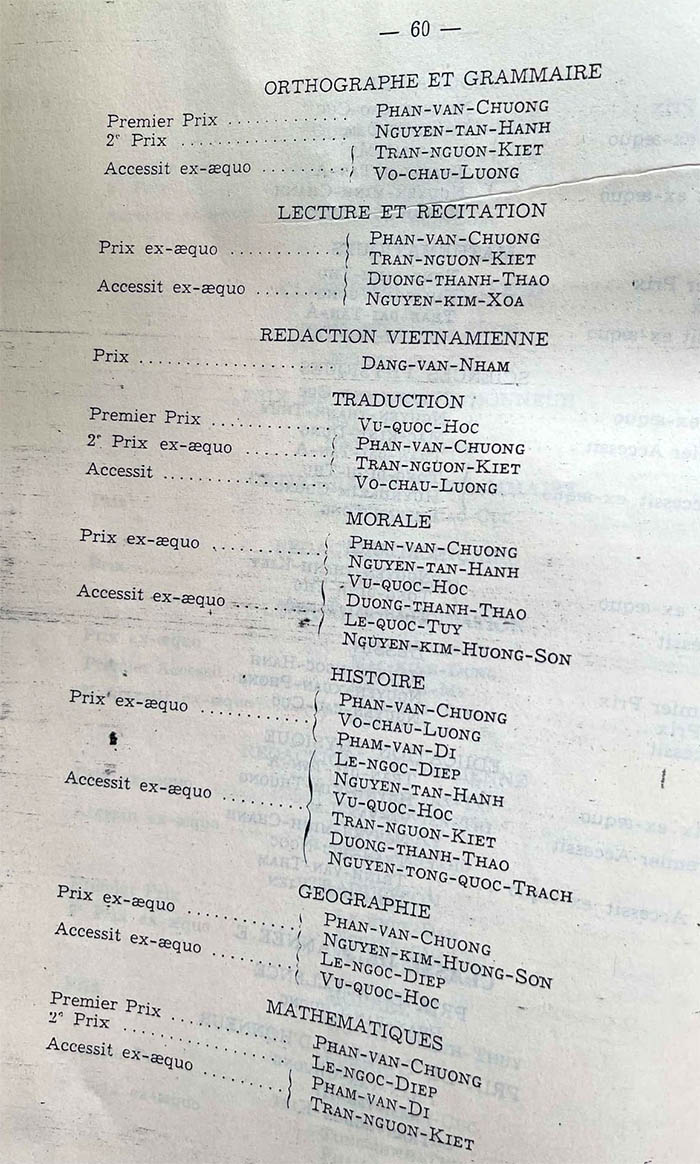 — 60 —
ORTHOGRAPHE ET GRAMMAIRE
Premier Prix .......... PHAN-VAN-CHUONG
2e Prix .......... NGUYEN-TAN-HANH
Accessit ex-æquo .......... TRAN-NGUON-KIET
VO-CHAU-LUONG
LECTURE ET RECITATION
Prix ex-æquo .......... PHAN-VAN-CHUONG
TRAN-NGUON-KIET
Accessit ex-æquo .......... DUONG-THANH-THAO
NGUYEN-KIM-XOA
REDACTION VIETNAMIENNE
Prix .......... DANG-VAN-NHAM
TRADUCTION
Premier Prix .......... VU-QUOC-HOC
2e Prix ex-æquo .......... PHAN-VAN-CHUONG
TRAN-NGUON-KIET
Accessit .......... VO-CHAU-LUONG
MORALE
Prix ex-æquo .......... PHAN-VAN-CHUONG
NGUYEN-TAN-HANH
VU-QUOC-HOC
Accessit ex-æquo .......... DUONG-THANH-THAO
LE-QUOC-TUY
NGUYEN-KIM-HUONG-SON
HISTOIRE
Prix ex-æquo .......... PHAN-VAN-CHUONG
VO-CHAU-LUONG
PHAM-VAN-DI
LE-NGOC-DIEP
NGUYEN-TAN-HANH
Accessit ex-æquo .......... VU-QUOC-HOC
TRAN-NGUON-KIET
DUONG-THANH-THAO
NGUYEN-TONG-QUOC-TRACH
GEOGRAPHIE
Prix ex-æquo .......... PHAN-VAN-CHUONG
NGUYEN-KIM-HUONG-SON
Accessit ex-æquo .......... LE-NGOC-DIEP
VU-QUOC-HOC
MATHEMATIQUES
Premier Prix .......... PHAN-VAN-CHUONG
2e Prix .......... LE-NGOC-DIEP
Accessit ex-æquo .......... PHAM-VAN-DI
TRAN-NGUON-KIET